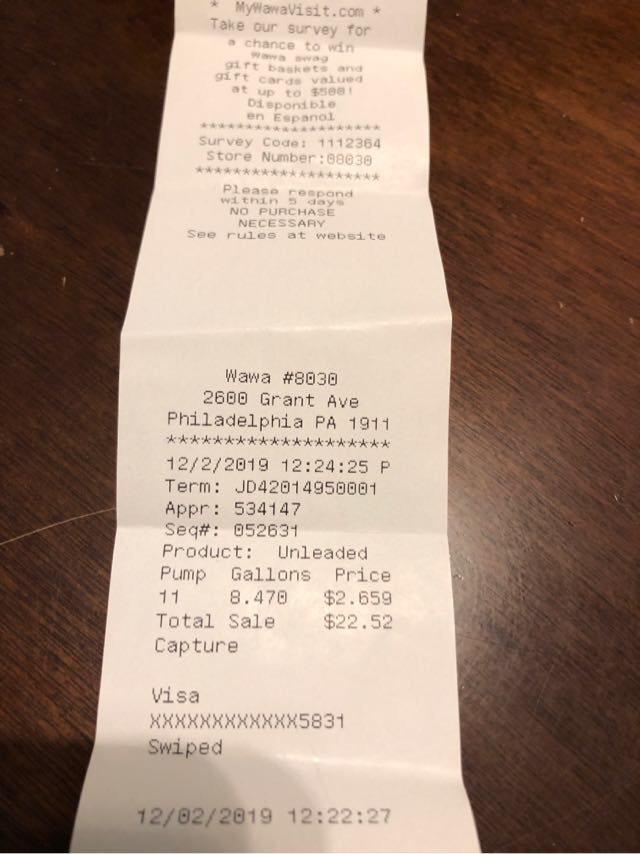 * MyWawaVisit.com *
Take our survey for
a chance to win
Wawa swag
gift baskets and
gift cards valued
at up to $500!
Disponible
en Espanol
********************
Survey Code: 1112364
Store Number:08030
********************
Please respond
within 5 days
NO PURCHASE
NECESSARY
See rules at website
Wawa #8030
2600 Grant Ave
Philadelphia PA 1911
********************
12/2/2019 12:24:25 P
Term: JD42014950001
Appr: 534147
Seq#: 052631
Product: Unleaded
Pump Gallons Price
11 8.470 $2.659
Total Sale $22.52
Capture
Visa
XXXXXXXXXXXX5831
Swiped
12/02/2019 12:22:27